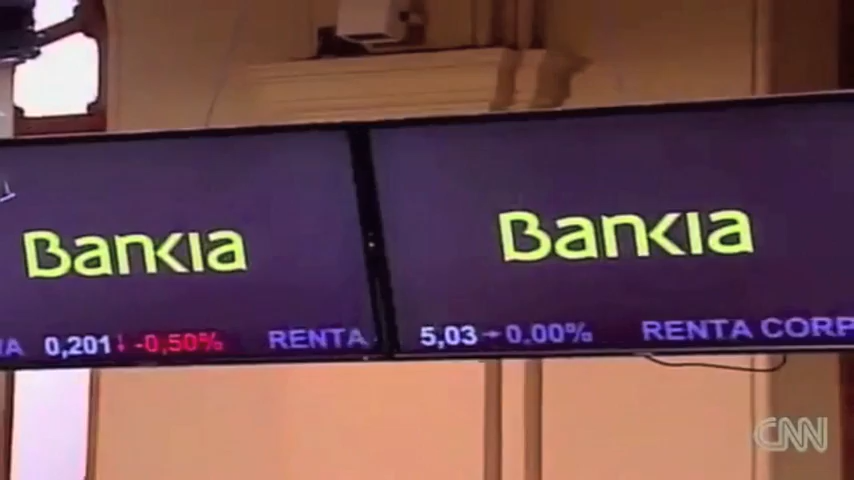 Bankia
Bankia
0,201 ↓ -0,50% RENTA
5,03 → 0.00% RENTA CORP
CNN